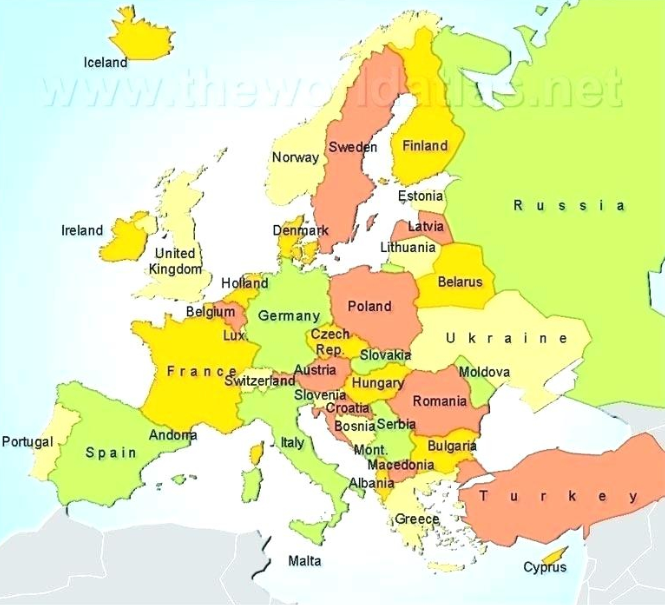 Iceland
www.theworldatlas.net
Norway
Sweden
Finland
Estonia
Russia
Ireland
Denmark
Latvia
Lithuania
United
Kingdom
Holland
Belarus
Belgium
Germany
Poland
Lux.
Czech
Rep.
Ukraine
France
Slovakia
Switzerland
Austria
Moldova
Hungary
Slovenia
Romania
Croatia
Portugal
Spain
Andorra
Italy
Bosnia
Serbia
Bulgaria
Mont.
Macedonia
Albania
Turkey
Greece
Malta
Cyprus